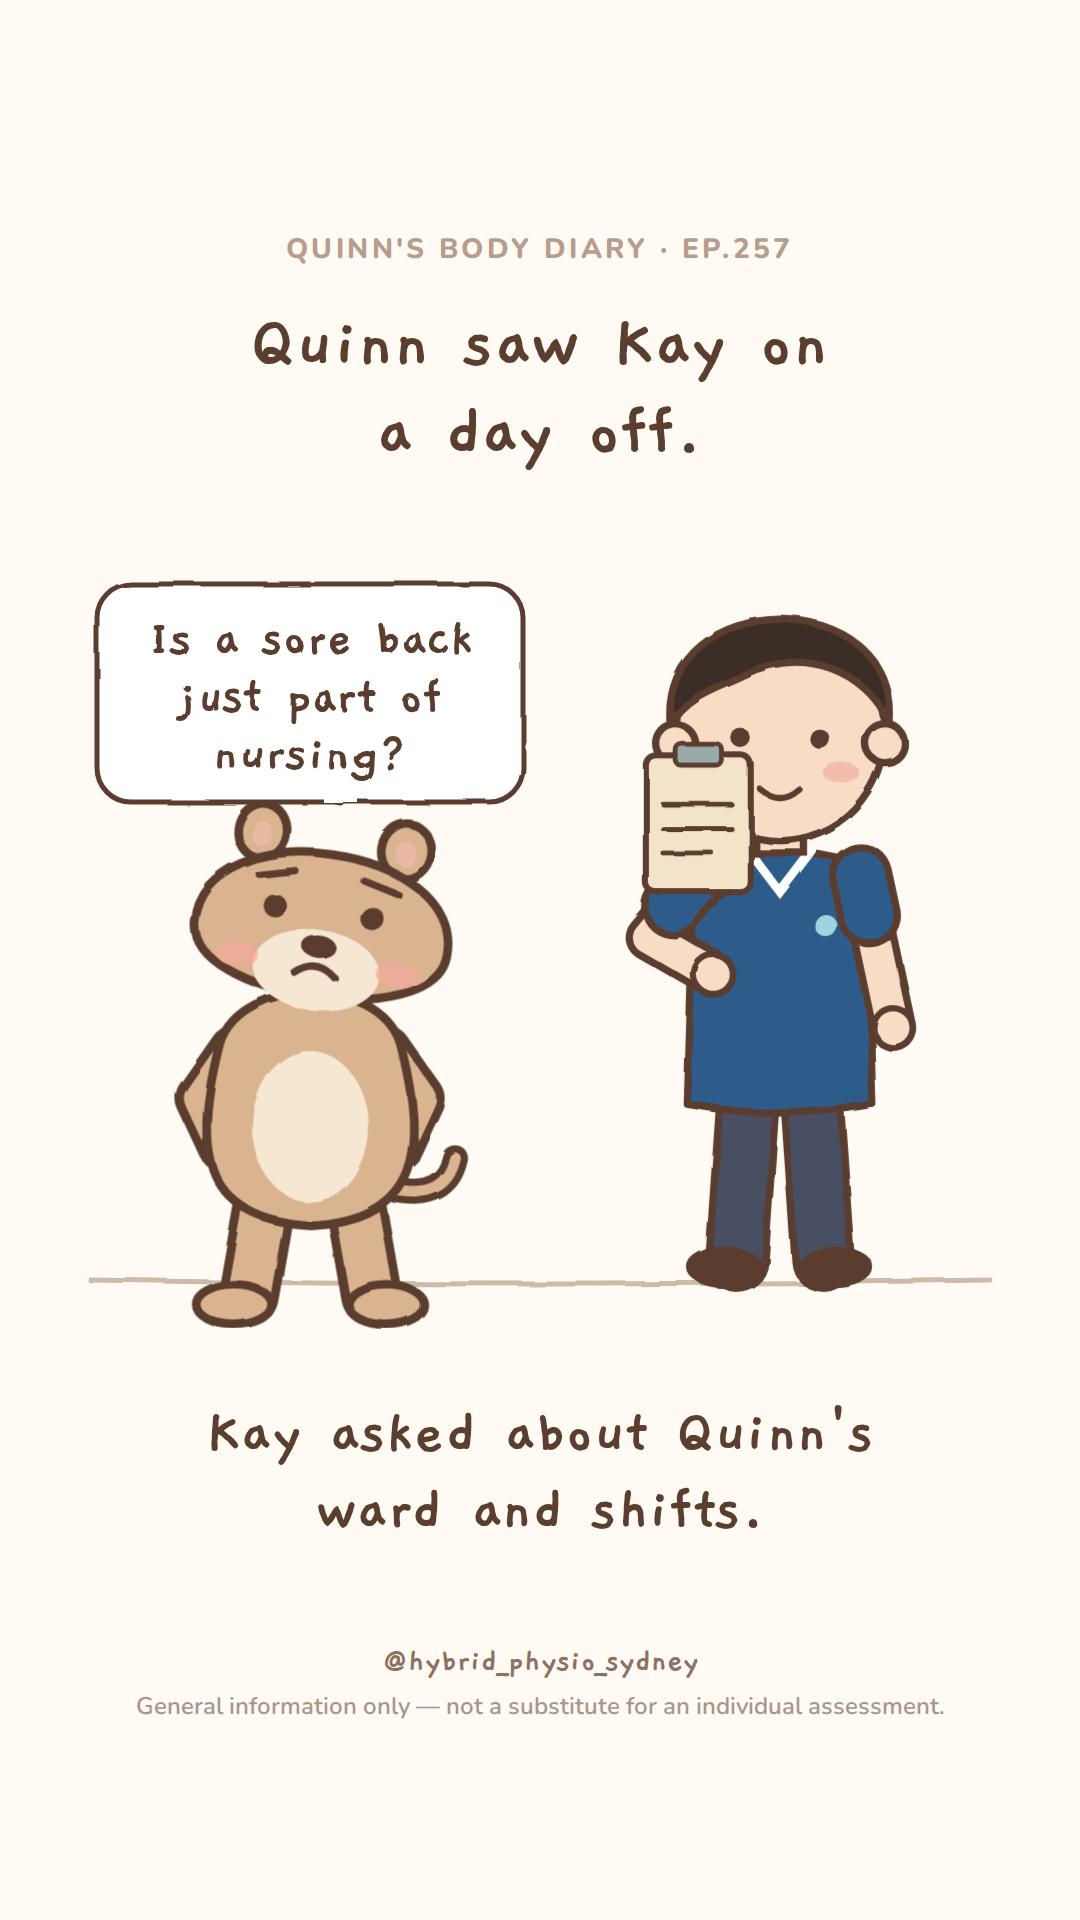 QUINN'S BODY DIARY · EP.257
Quinn saw Kay on
a day off.
Is a sore back
just part of
nursing?
Kay asked about Quinn's
ward and shifts.
@hybrid_physio_sydney
General information only — not a substitute for an individual assessment.